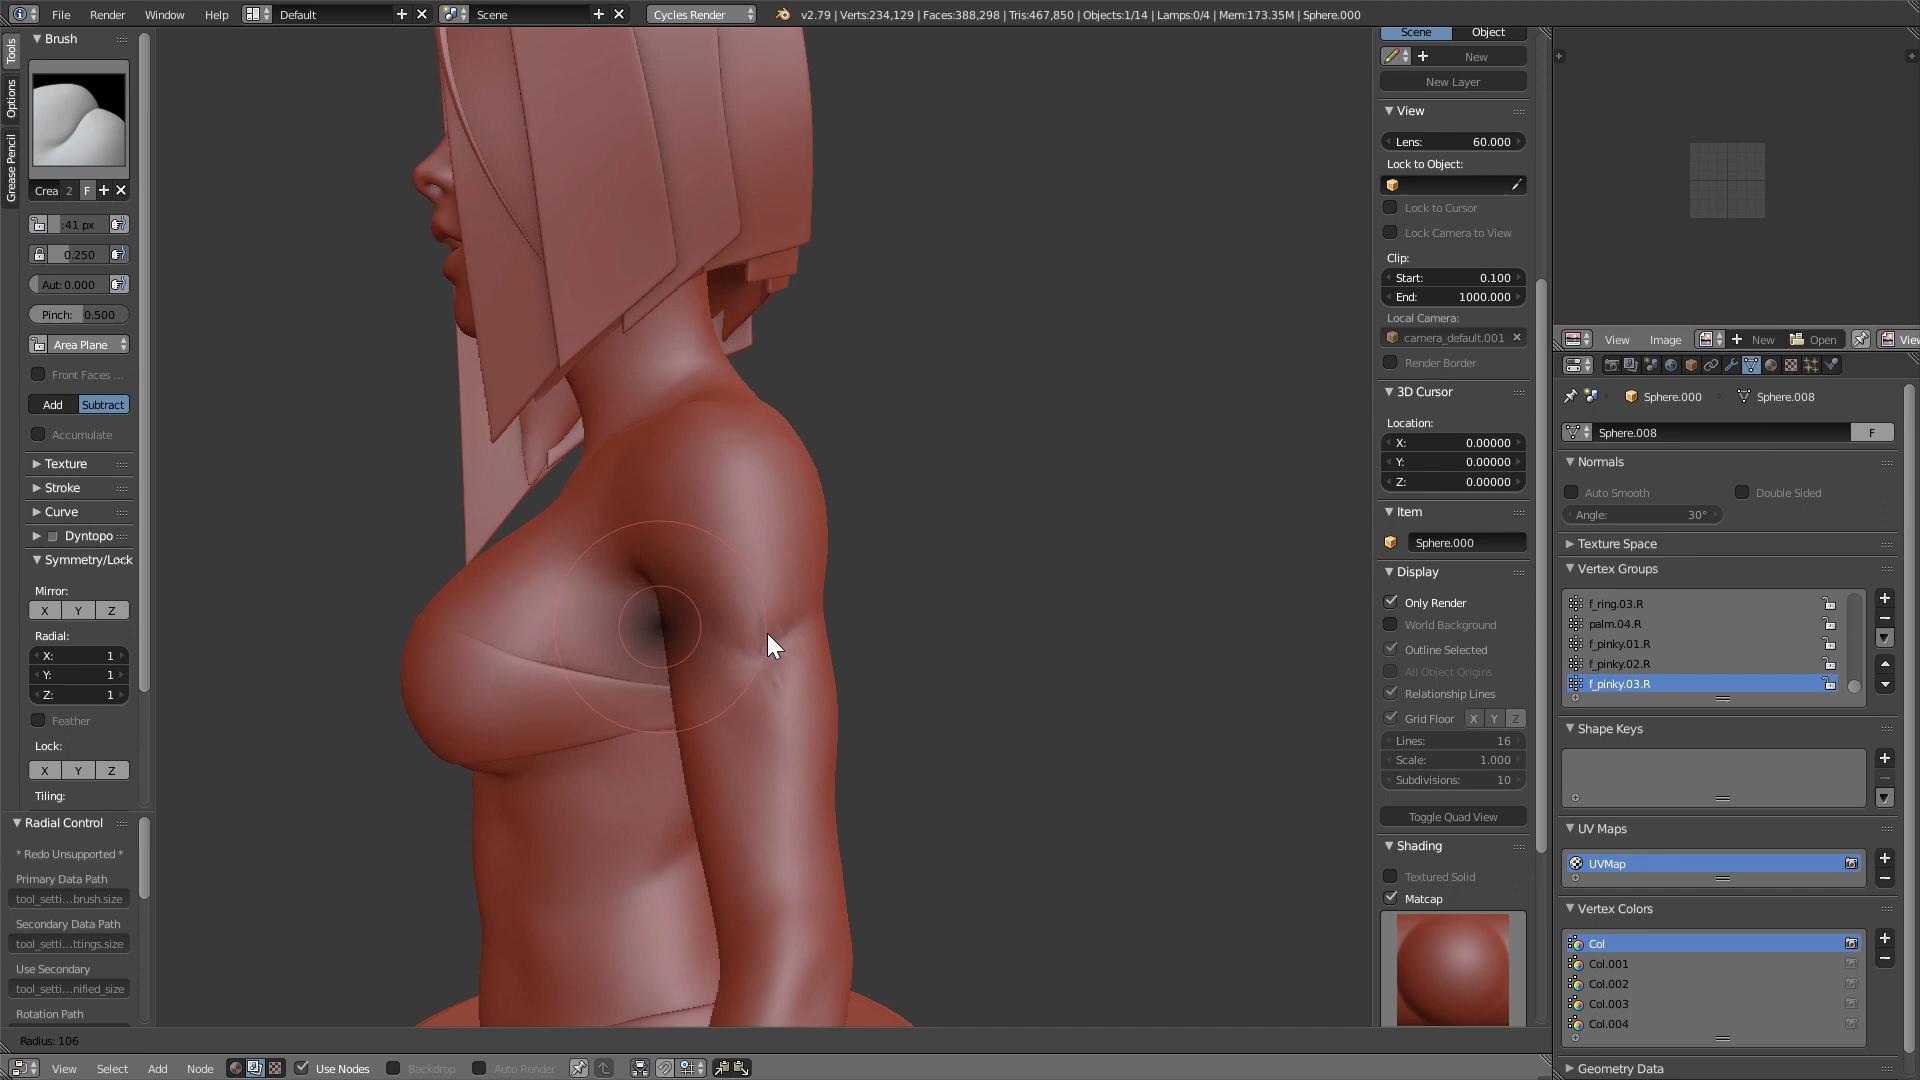 File Render Window Help Default Scene Cycles Render v2.79 | Verts:234,129 | Faces:388,298 | Tris:467,850 | Objects:1/14 | Lamps:0/4 | Mem:173.35M | Sphere.000
Tools
Options
Grease Pencil
Brush
Crea 2 F
:41 px
0.250
Aut: 0.000
Pinch: 0.500
Area Plane
Front Faces ...
Add Subtract
Accumulate
Texture
Stroke
Curve
Dyntopo
Symmetry/Lock
Mirror:
X Y Z
Radial:
X: 1
Y: 1
Z: 1
Feather
Lock:
X Y Z
Tiling:
Radial Control
* Redo Unsupported *
Primary Data Path
tool_setti...brush.size
Secondary Data Path
tool_setti...ttings.size
Use Secondary
tool_setti...nified_size
Rotation Path
Radius: 106
View Select Add Node Use Nodes Backdrop Auto Render
Scene Object
New
New Layer
View
Lens: 60.000
Lock to Object:
Lock to Cursor
Lock Camera to View
Clip:
Start: 0.100
End: 1000.000
Local Camera:
camera_default.001
Render Border
3D Cursor
Location:
X: 0.00000
Y: 0.00000
Z: 0.00000
Item
Sphere.000
Display
Only Render
World Background
Outline Selected
All Object Origins
Relationship Lines
Grid Floor X Y Z
Lines: 16
Scale: 1.000
Subdivisions: 10
Toggle Quad View
Shading
Textured Solid
Matcap
View Image New Open View
Sphere.000 Sphere.008
Sphere.008 F
Normals
Auto Smooth Double Sided
Angle: 30°
Texture Space
Vertex Groups
f_ring.03.R
palm.04.R
f_pinky.01.R
f_pinky.02.R
f_pinky.03.R
Shape Keys
UV Maps
UVMap
Vertex Colors
Col
Col.001
Col.002
Col.003
Col.004
Geometry Data